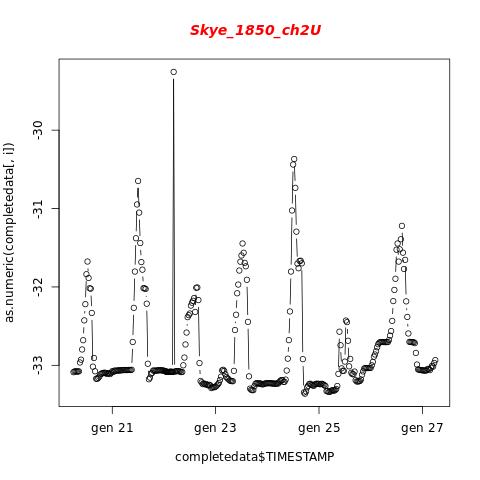 Skye_1850_ch2U
as.numeric(completedata[, i])
-30
-31
-32
-33
gen 21
gen 23
gen 25
gen 27
completedata$TIMESTAMP